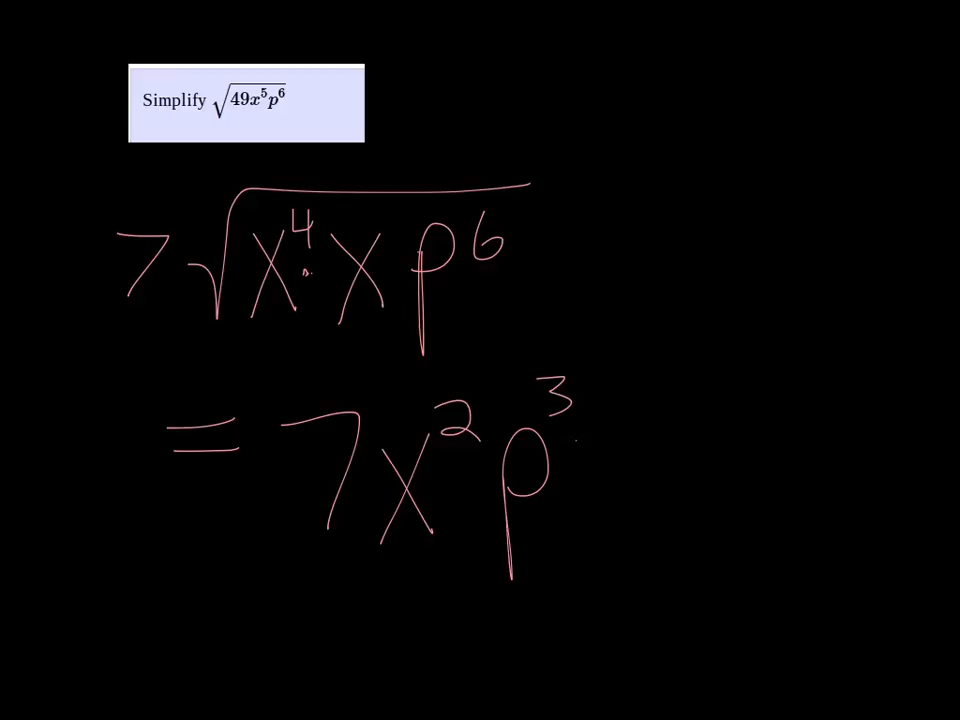 Simplify √(49x⁵p⁶)
7√(x⁴·x p⁶)
= 7x²p³